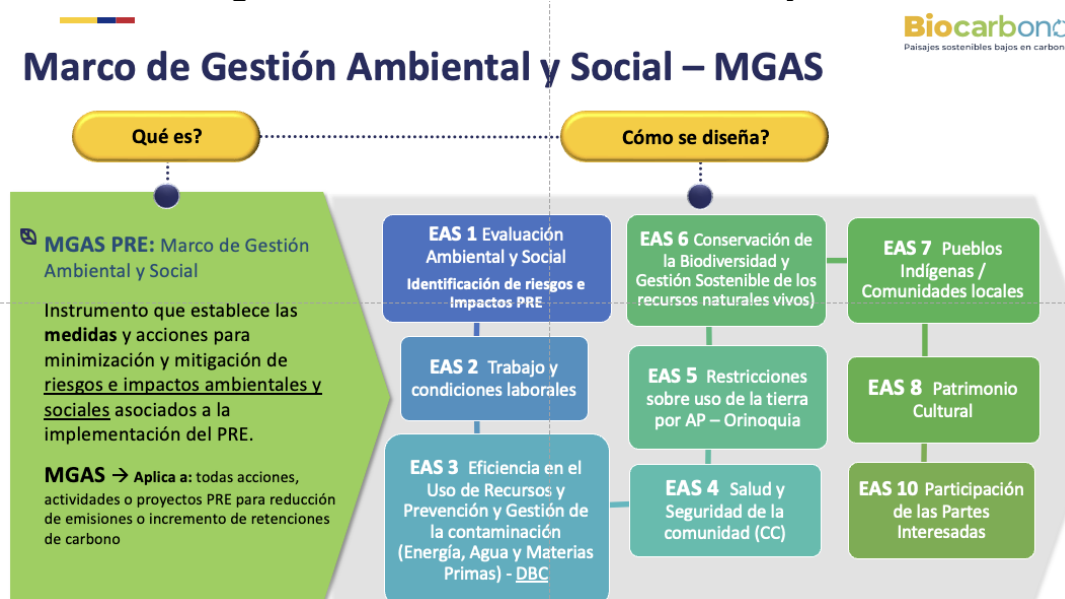 Biocarbono
Paisajes sostenibles bajos en carbon
Marco de Gestión Ambiental y Social – MGAS
Qué es?
Cómo se diseña?
MGAS PRE: Marco de Gestión
Ambiental y Social
Instrumento que establece las
medidas y acciones para
minimización y mitigación de
riesgos e impactos ambientales y
sociales asociados a la
implementación del PRE.
MGAS → Aplica a: todas acciones,
actividades o proyectos PRE para reducción
de emisiones o incremento de retenciones
de carbono
EAS 1 Evaluación
Ambiental y Social
Identificación de riesgos e
Impactos PRE
EAS 2 Trabajo y
condiciones laborales
EAS 3 Eficiencia en el
Uso de Recursos y
Prevención y Gestión de
la contaminación
(Energía, Agua y Materias
Primas) - DBC
EAS 4 Salud y
Seguridad de la
comunidad (CC)
EAS 5 Restricciones
sobre uso de la tierra
por AP – Orinoquia
EAS 6 Conservación de
la Biodiversidad y
Gestión Sostenible de los
recursos naturales vivos)
EAS 7 Pueblos
Indígenas /
Comunidades locales
EAS 8 Patrimonio
Cultural
EAS 10 Participación
de las Partes
Interesadas